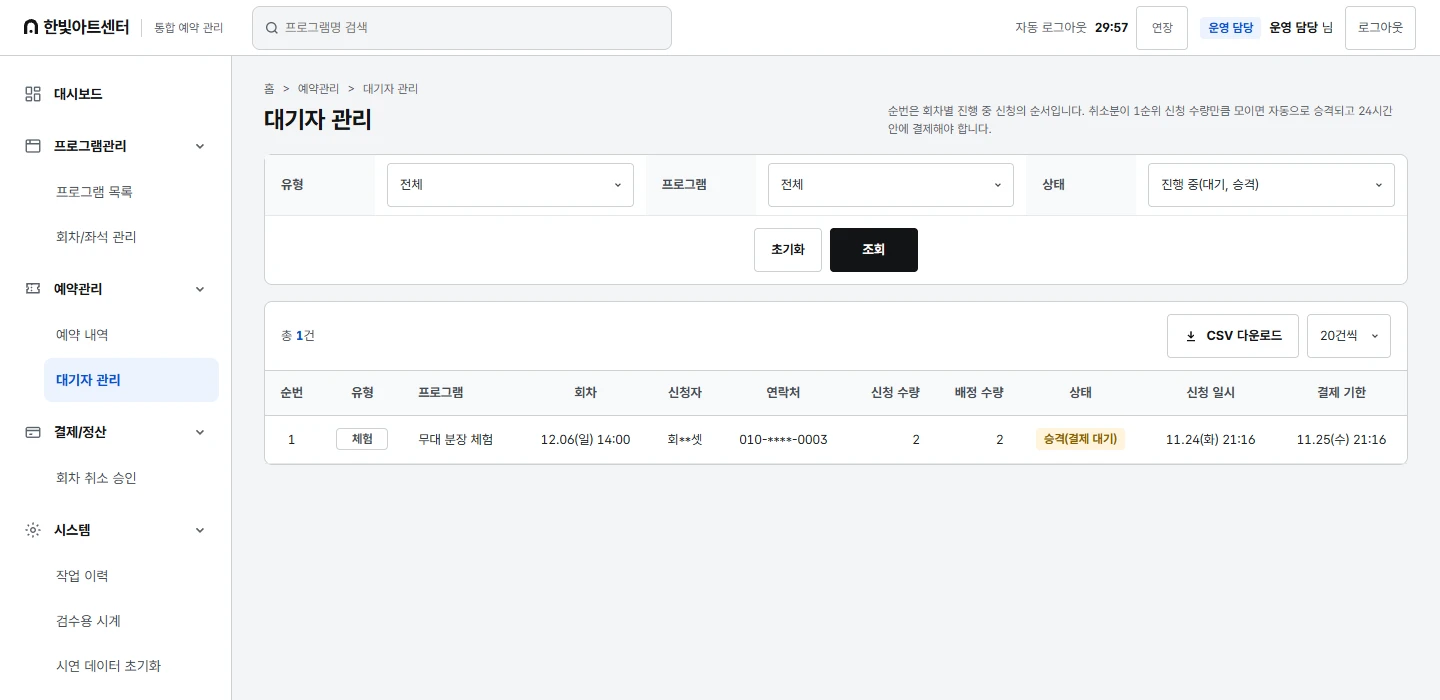 한빛아트센터 통합 예약 관리 프로그램명 검색 자동 로그아웃 29:57 연장 운영 담당 운영 담당 님 로그아웃
대시보드
프로그램관리
프로그램 목록
회차/좌석 관리
예약관리
예약 내역
대기자 관리
결제/정산
회차 취소 승인
시스템
작업 이력
검수용 시계
시연 데이터 초기화
홈 > 예약관리 > 대기자 관리
대기자 관리
순번은 회차별 진행 중 신청의 순서입니다. 취소분이 1순위 신청 수량만큼 모이면 자동으로 승격되고 24시간
안에 결제해야 합니다.
유형 전체 프로그램 전체 상태 진행 중(대기, 승격)
초기화 조회
총 1건 CSV 다운로드 20건씩
순번 유형 프로그램 회차 신청자 연락처 신청 수량 배정 수량 상태 신청 일시 결제 기한
1 체험 무대 분장 체험 12.06(일) 14:00 회**셋 010-****-0003 2 2 승격(결제 대기) 11.24(화) 21:16 11.25(수) 21:16